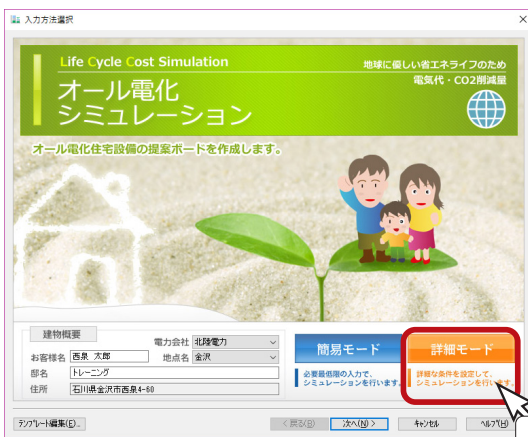 入力方法選択
Life Cycle Cost Simulation
地球に優しい省エネライフのため
電気代・CO2削減量
オール電化
シミュレーション
オール電化住宅設備の提案ボードを作成します。
建物概要
電力会社 北陸電力
お客様名 西泉 太郎
地点名 金沢
邸名 トレーニング
住所 石川県金沢市西泉4-60
簡易モード
必要最低限の入力で、
シミュレーションを行います。
詳細モード
詳細な条件を設定して、
シミュレーションを行います。
テンプレート編集(E)...
< 戻る(B) 次へ(N) > キャンセル ヘルプ(H)